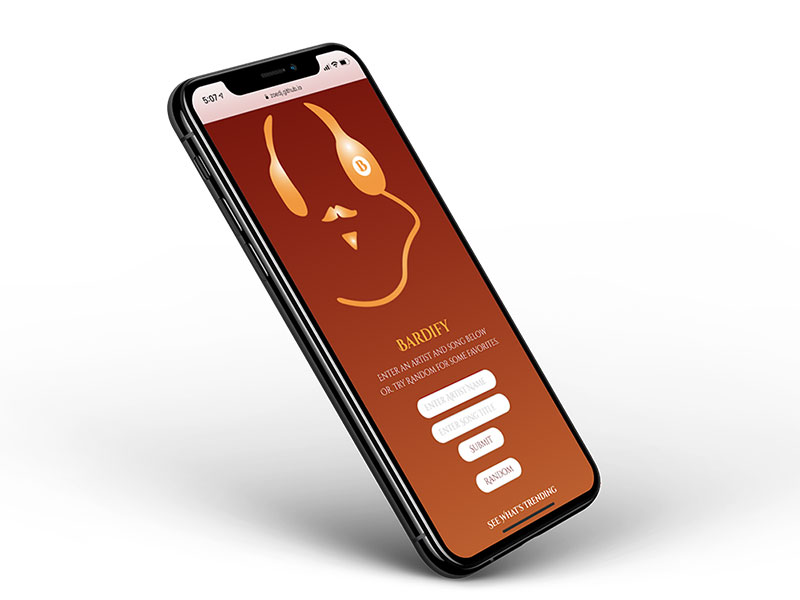 5:07
zoedj.github.io
B
BARDIFY
ENTER AN ARTIST AND SONG BELOW
OR, TRY RANDOM FOR SOME FAVORITES.
ENTER ARTIST NAME
ENTER SONG TITLE
SUBMIT
RANDOM
SEE WHAT'S TRENDING